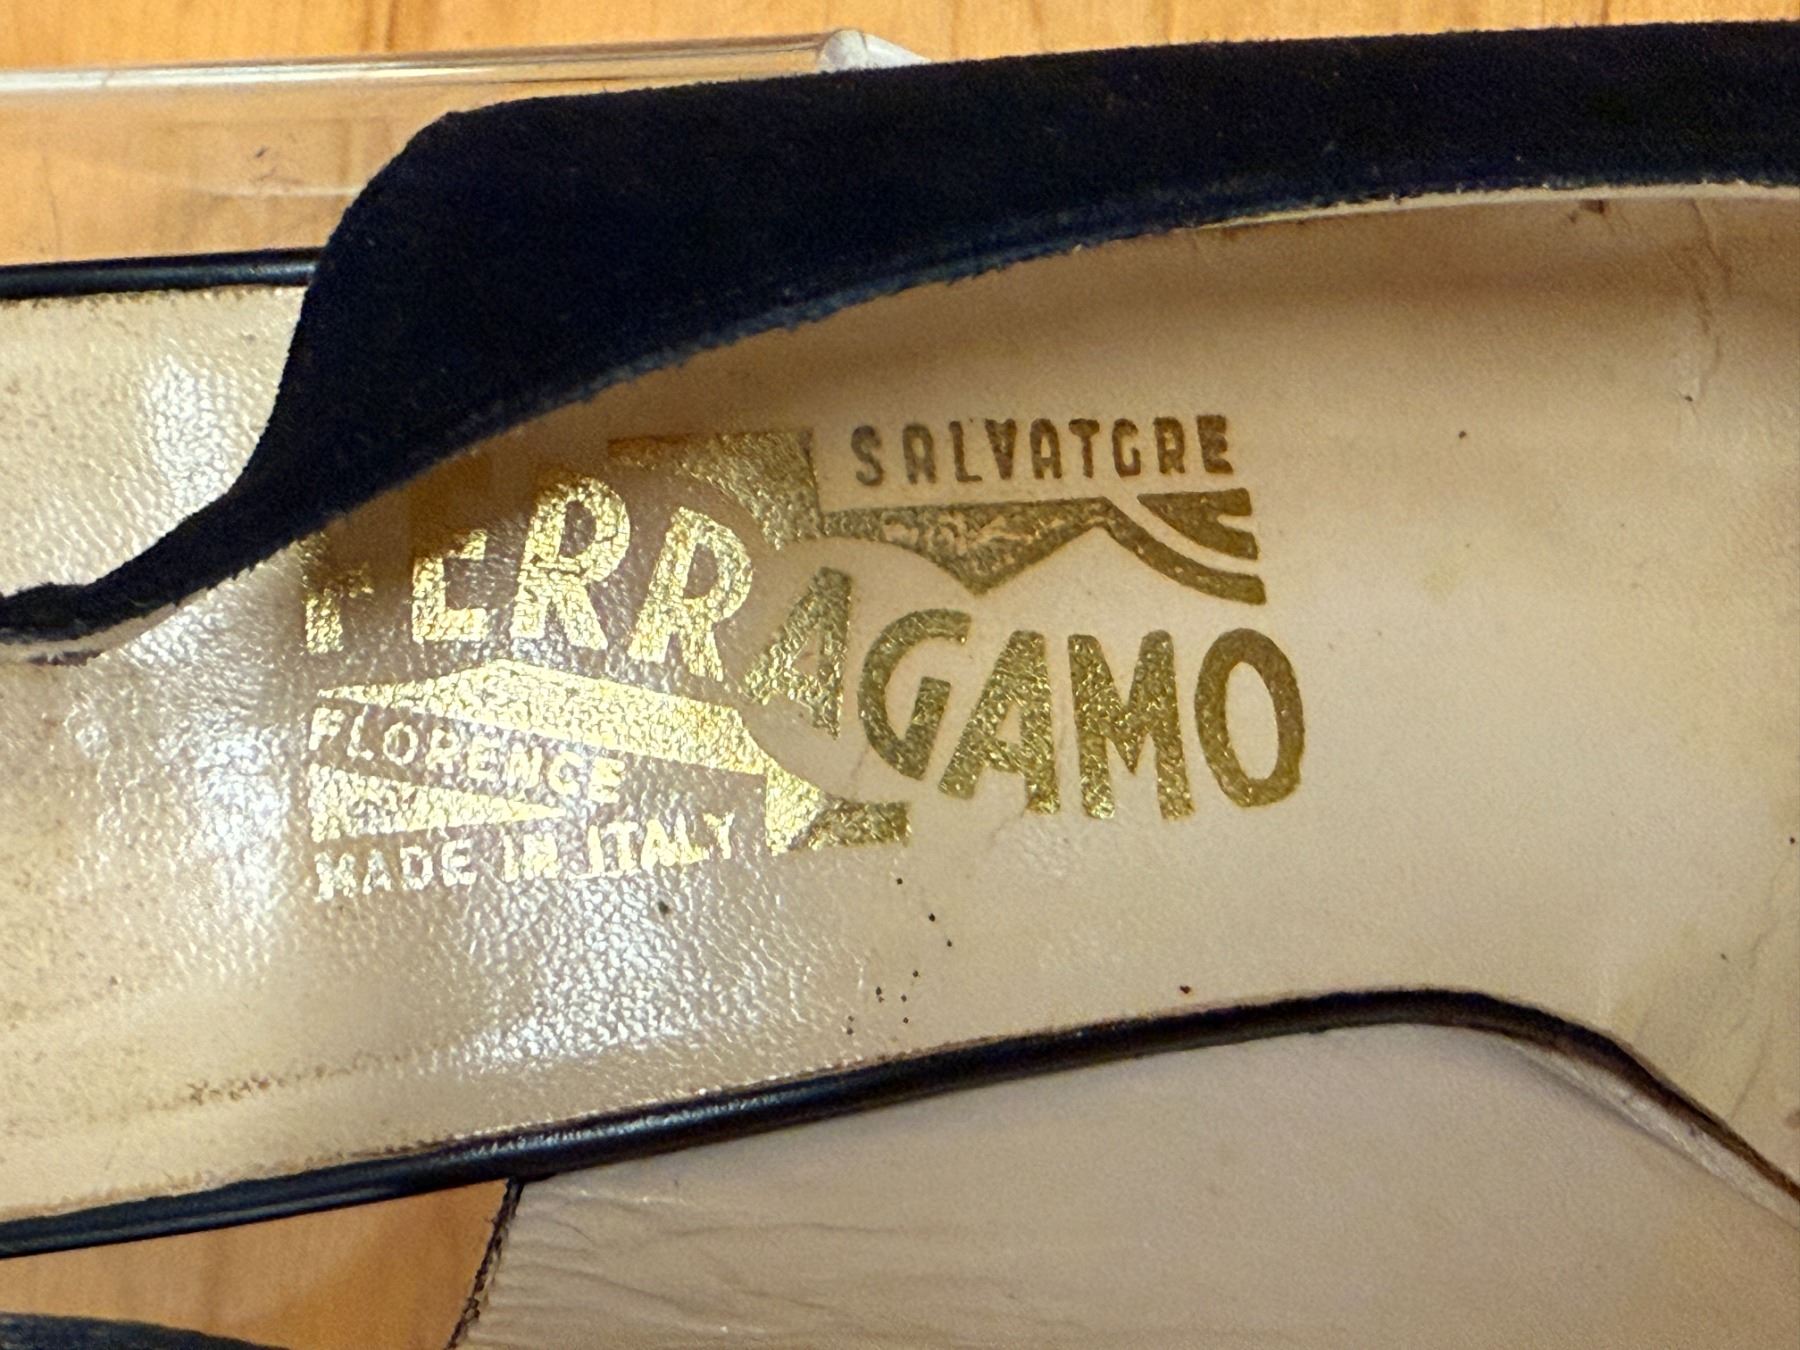 SALVATORE
FERRAGAMO
FLORENCE
MADE IN ITALY